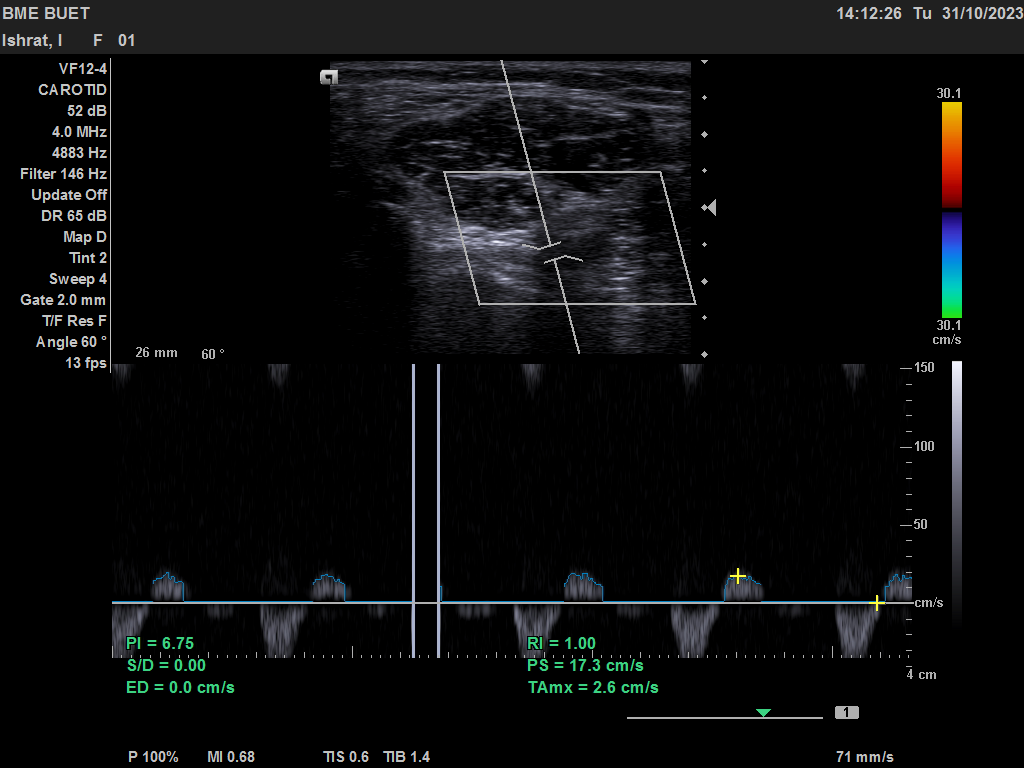 BME BUET 14:12:26 Tu 31/10/2023
Ishrat, I F 01
VF12-4
CAROTID
52 dB
4.0 MHz
4883 Hz
Filter 146 Hz
Update Off
DR 65 dB
Map D
Tint 2
Sweep 4
Gate 2.0 mm
T/F Res F
Angle 60 °
13 fps
26 mm 60 °
30.1
30.1
cm/s
150
100
50
cm/s
4 cm
PI = 6.75
S/D = 0.00
ED = 0.0 cm/s
RI = 1.00
PS = 17.3 cm/s
TAmx = 2.6 cm/s
1
P 100% MI 0.68 TIS 0.6 TIB 1.4 71 mm/s